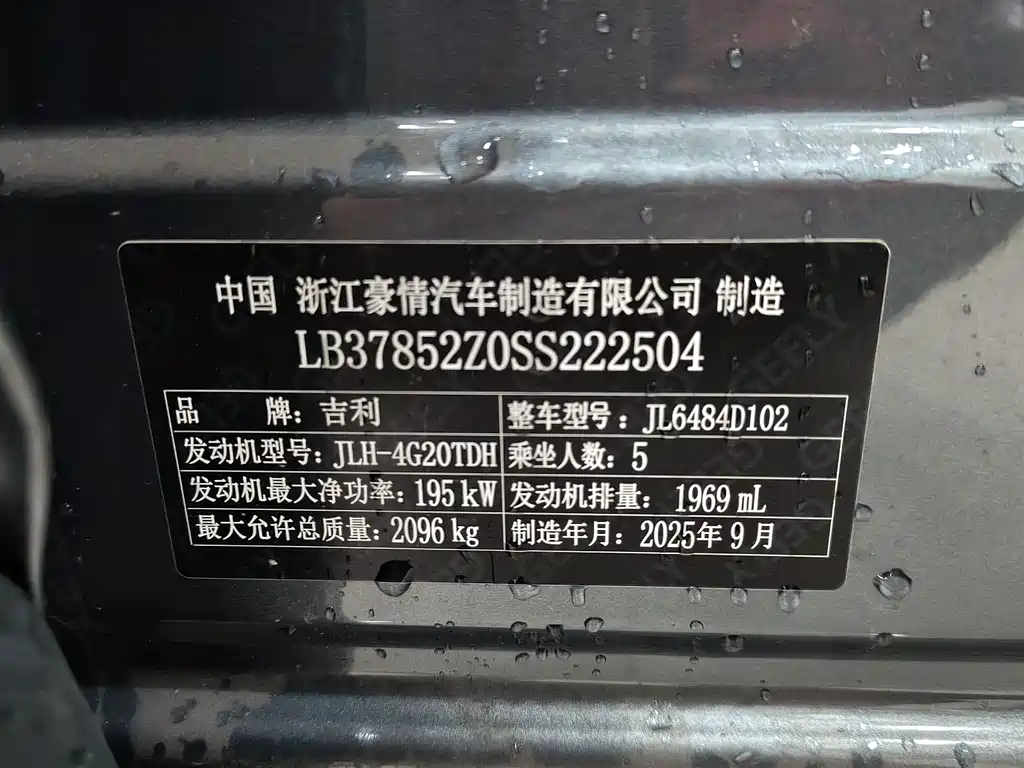 中国 浙江豪情汽车制造有限公司 制造
LB37852Z0SS222504
品 牌：吉利 整车型号：JL6484D102
发动机型号：JLH-4G20TDH 乘坐人数：5
发动机最大净功率：195 kW 发动机排量：1969 mL
最大允许总质量：2096 kg 制造年月：2025年9月